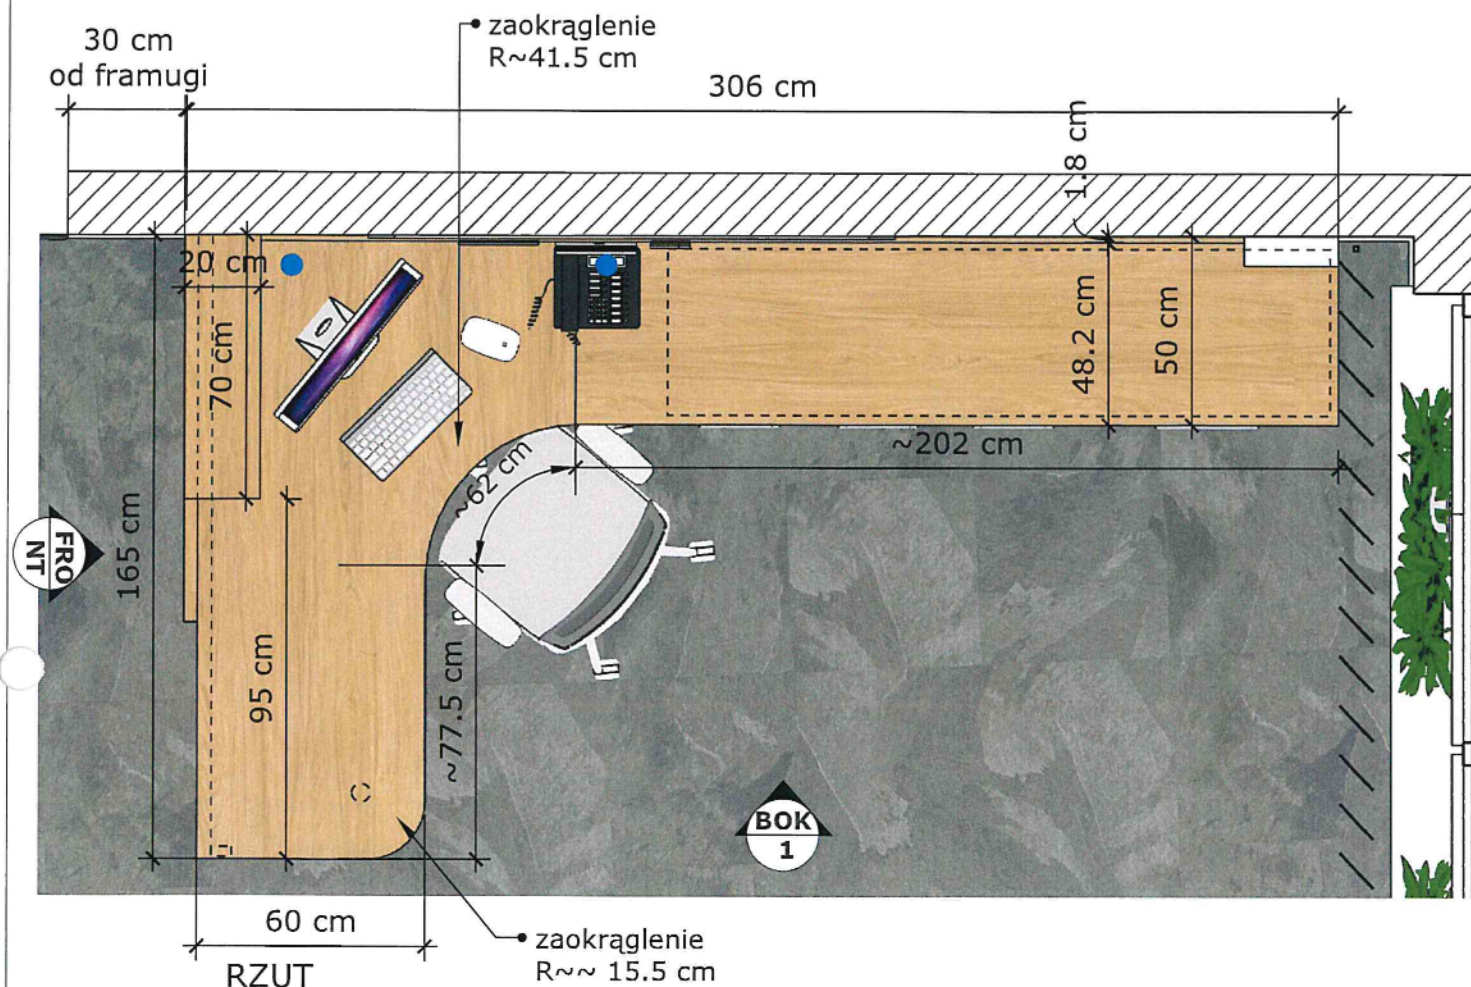 zaokrąglenie
R~41.5 cm
30 cm
od framugi
306 cm
1.8 cm
20 cm
70 cm
48.2 cm
50 cm
~202 cm
~62 cm
165 cm
FRO
NT
95 cm
~77.5 cm
BOK
1
60 cm
zaokrąglenie
R~~ 15.5 cm
RZUT